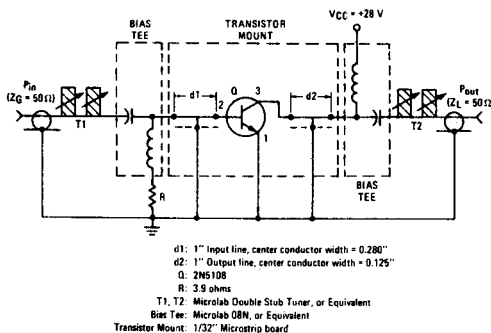 BIAS
TEE
TRANSISTOR
MOUNT
VCC = +28 V
Pin
(ZG = 50 Ω)
T1
d1
Q
3
2
1
d2
Pout
(ZL = 50 Ω
T2
R
BIAS
TEE
d1: 1" Input line, center conductor width = 0.280"
d2: 1" Output line, center conductor width = 0.125"
Q: 2N5108
R: 3.9 ohms
T1, T2: Microlab Double Stub Tuner, or Equivalent
Bias Tee: Microlab 08N, or Equivalent
Transistor Mount: 1/32" Microstrip board